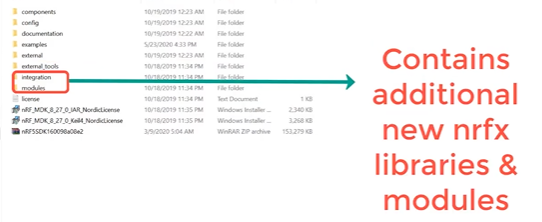 components 10/19/2019 12:23 AM File folder
config 10/19/2019 12:23 AM File folder
documentation 10/19/2019 12:22 AM File folder
examples 5/23/2020 4:33 PM File folder
external 10/19/2019 12:23 AM File folder
external_tools 10/18/2019 11:34 PM File folder
integration 10/18/2019 11:34 PM File folder
modules 10/18/2019 11:34 PM File folder
license 10/18/2019 11:34 PM Text Document 1 KB
nRF_MDK_8_27_0_IAR_NordicLicense 10/18/2019 11:34 PM Windows Installer ... 2,340 KB
nRF_MDK_8_27_0_Keil4_NordicLicense 10/18/2019 11:34 PM Windows Installer ... 3,268 KB
nRF5SDK160098a08e2 3/9/2020 5:04 AM WinRAR ZIP archive 153,279 KB
Contains
additional
new nrfx
libraries &
modules